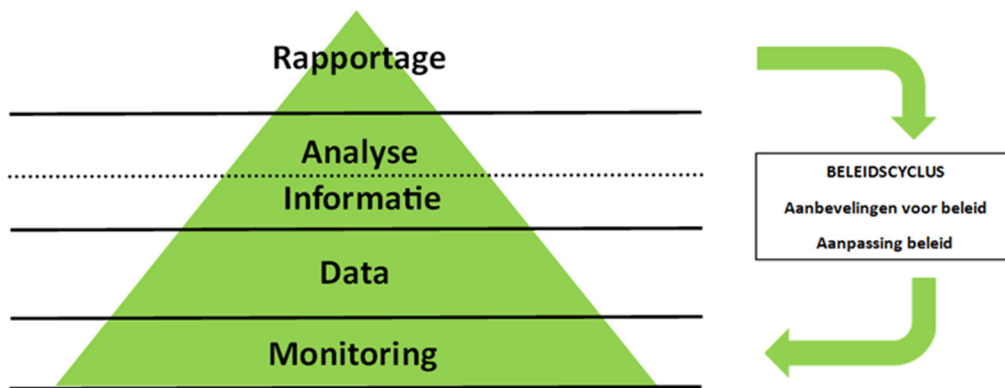 Rapportage
Analyse
Informatie
Data
Monitoring
BELEIDSCYCLUS
Aanbevelingen voor beleid
Aanpassing beleid